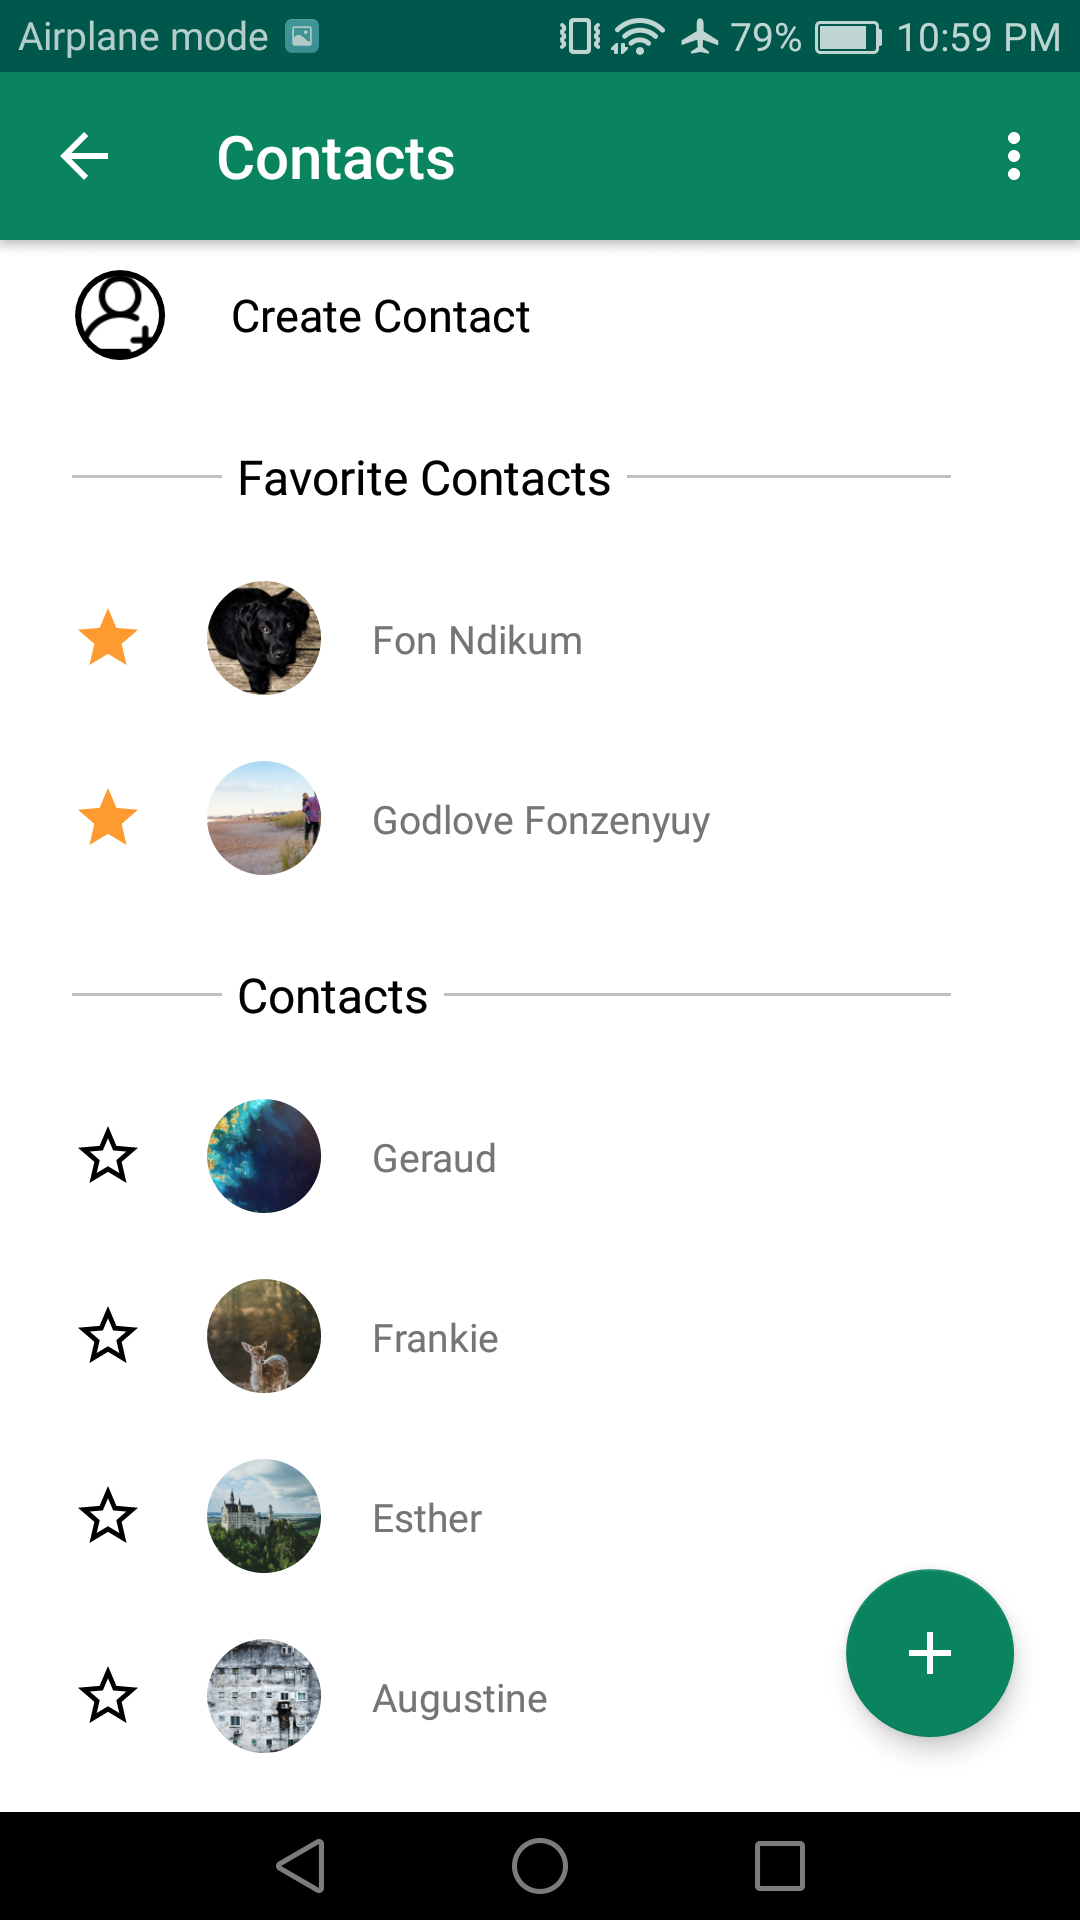 Airplane mode 79% 10:59 PM
Contacts
Create Contact
Favorite Contacts
Fon Ndikum
Godlove Fonzenyuy
Contacts
Geraud
Frankie
Esther
Augustine